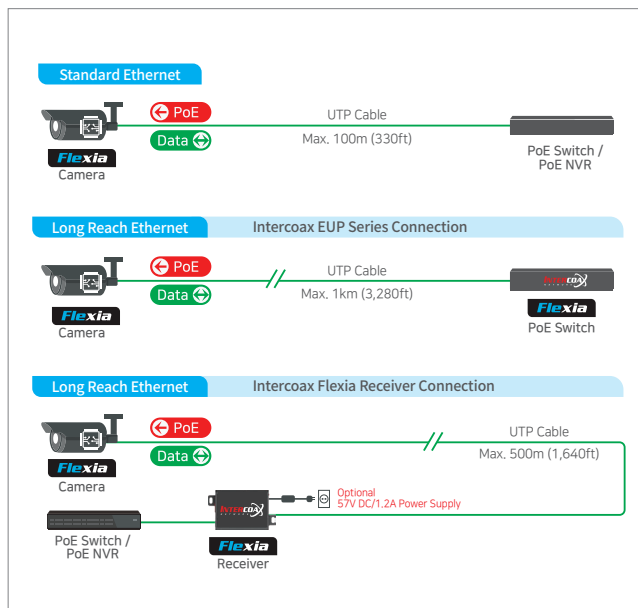 Standard Ethernet
PoE
Data
UTP Cable
Max. 100m (330ft)
Flexia
Camera
PoE Switch /
PoE NVR
Long Reach Ethernet
Intercoax EUP Series Connection
PoE
Data
UTP Cable
Max. 1km (3,280ft)
INTERCOAX
Flexia
Camera
Flexia
PoE Switch
Long Reach Ethernet
Intercoax Flexia Receiver Connection
PoE
Data
UTP Cable
Max. 500m (1,640ft)
Flexia
Camera
Optional
57V DC/1.2A Power Supply
INTERCOAX
PoE Switch /
PoE NVR
Flexia
Receiver